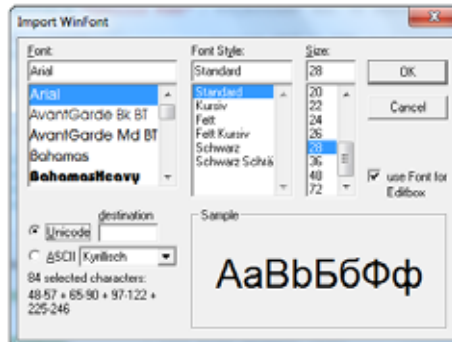 Import WinFont
Font:
Arial
Arial
AvantGarde Bk BT
AvantGarde Md BT
Bahamas
BahamasHeavy
Font Style:
Standard
Standard
Kursiv
Fett
Fett Kursiv
Schwarz
Schwarz Schrä
Size:
28
20
22
24
26
28
36
48
72
OK
Cancel
use Font for
Editbox
destination
Unicode
ASCII
Kyrillisch
84 selected characters:
48-57 + 65-90 + 97-122 +
225-246
Sample
AaBbБбФф